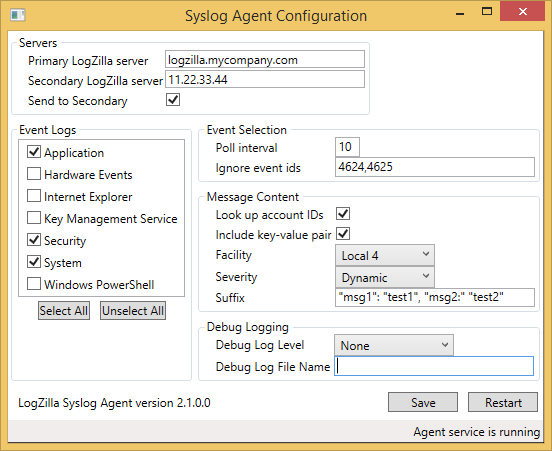 Syslog Agent Configuration
Servers
Primary LogZilla server logzilla.mycompany.com
Secondary LogZilla server 11.22.33.44
Send to Secondary
Event Logs
Application
Hardware Events
Internet Explorer
Key Management Service
Security
System
Windows PowerShell
Select All Unselect All
Event Selection
Poll interval 10
Ignore event ids 4624,4625
Message Content
Look up account IDs
Include key-value pair
Facility Local 4
Severity Dynamic
Suffix "msg1": "test1", "msg2:" "test2"
Debug Logging
Debug Log Level None
Debug Log File Name
LogZilla Syslog Agent version 2.1.0.0 Save Restart
Agent service is running